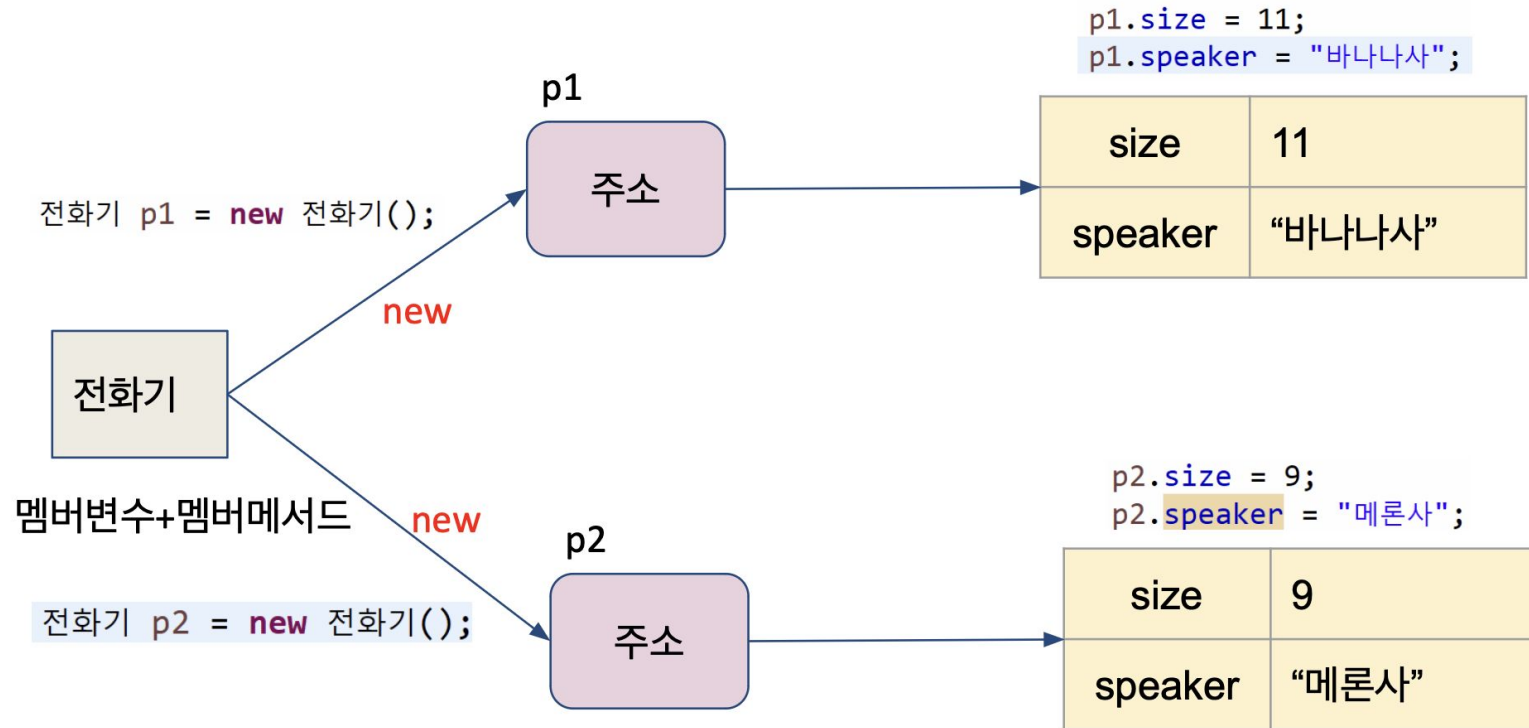 p1.size = 11;
p1.speaker = "바나나사";
p1
주소
size 11
speaker “바나나사”
전화기 p1 = new 전화기();
new
전화기
멤버변수+멤버메서드
new
전화기 p2 = new 전화기();
p2
주소
p2.size = 9;
p2.speaker = "메론사";
size 9
speaker “메론사”